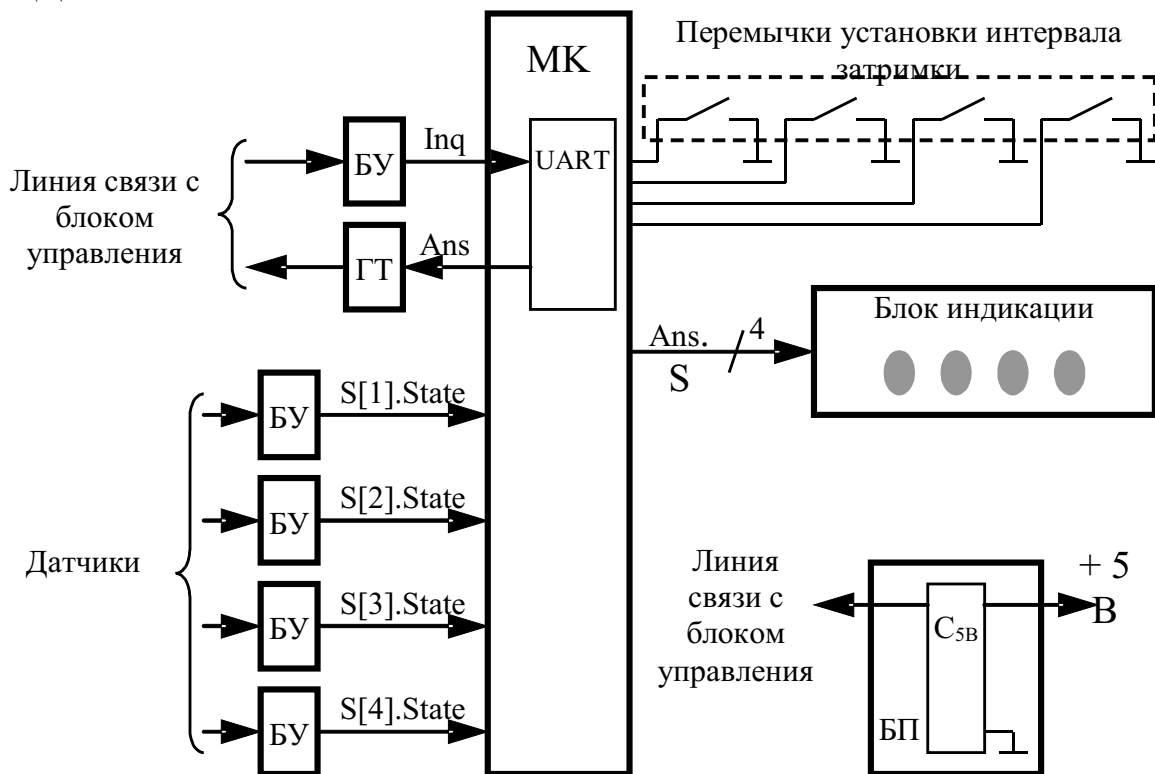 МК
Перемычки установки интервала
затримки
Inq
БУ
UART
Линия связи с
блоком
управления
Ans
ГТ
Блок индикации
Ans.
4
S
S[1].State
БУ
S[2].State
БУ
Датчики
S[3].State
БУ
S[4].State
БУ
Линия
связи с
блоком
управления
+ 5
В
С5В
БП